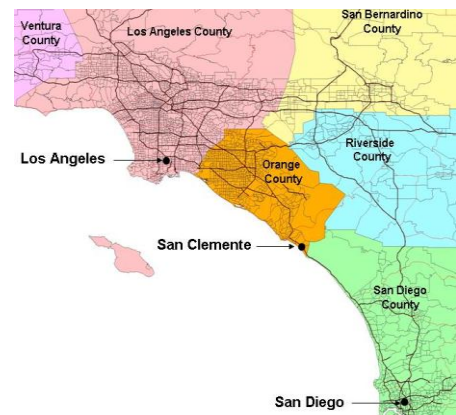 San Bernardino
County
Ventura
County
Los Angeles County
Riverside
County
Los Angeles
Orange
County
San Clemente
San Diego
County
San Diego